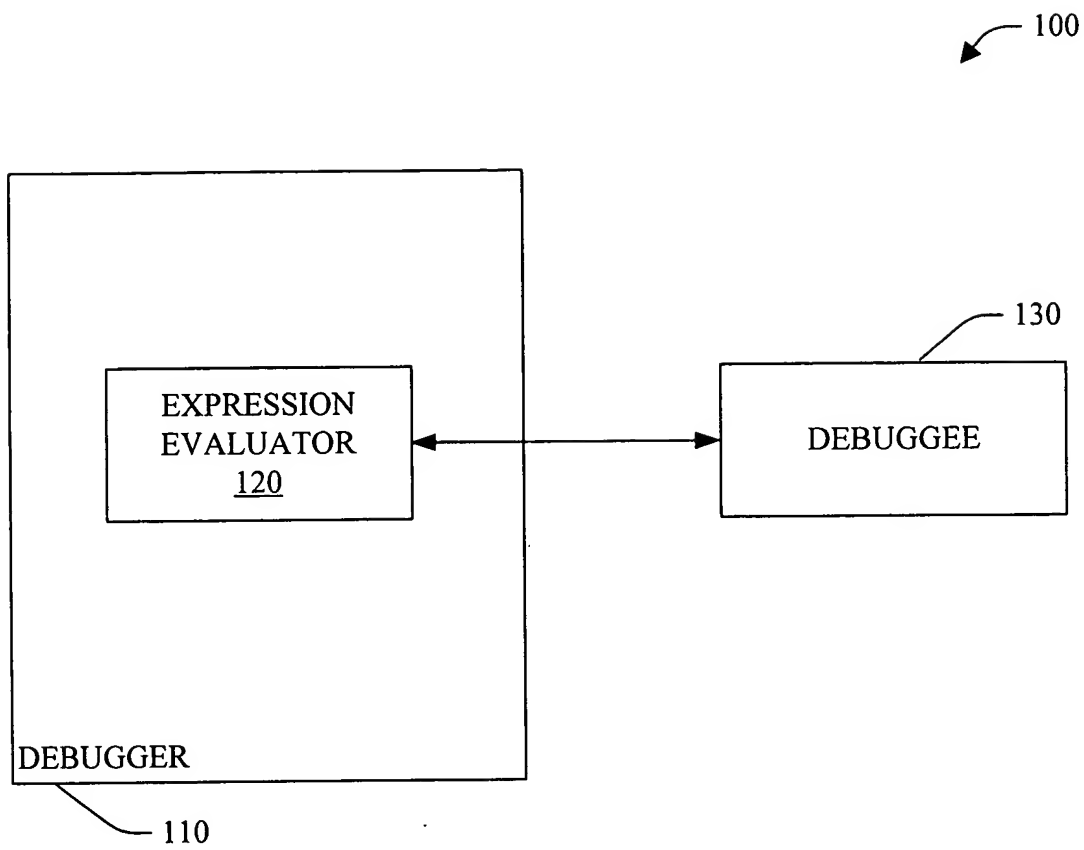 100
130
EXPRESSION
EVALUATOR
120
DEBUGGEE
DEBUGGER
110